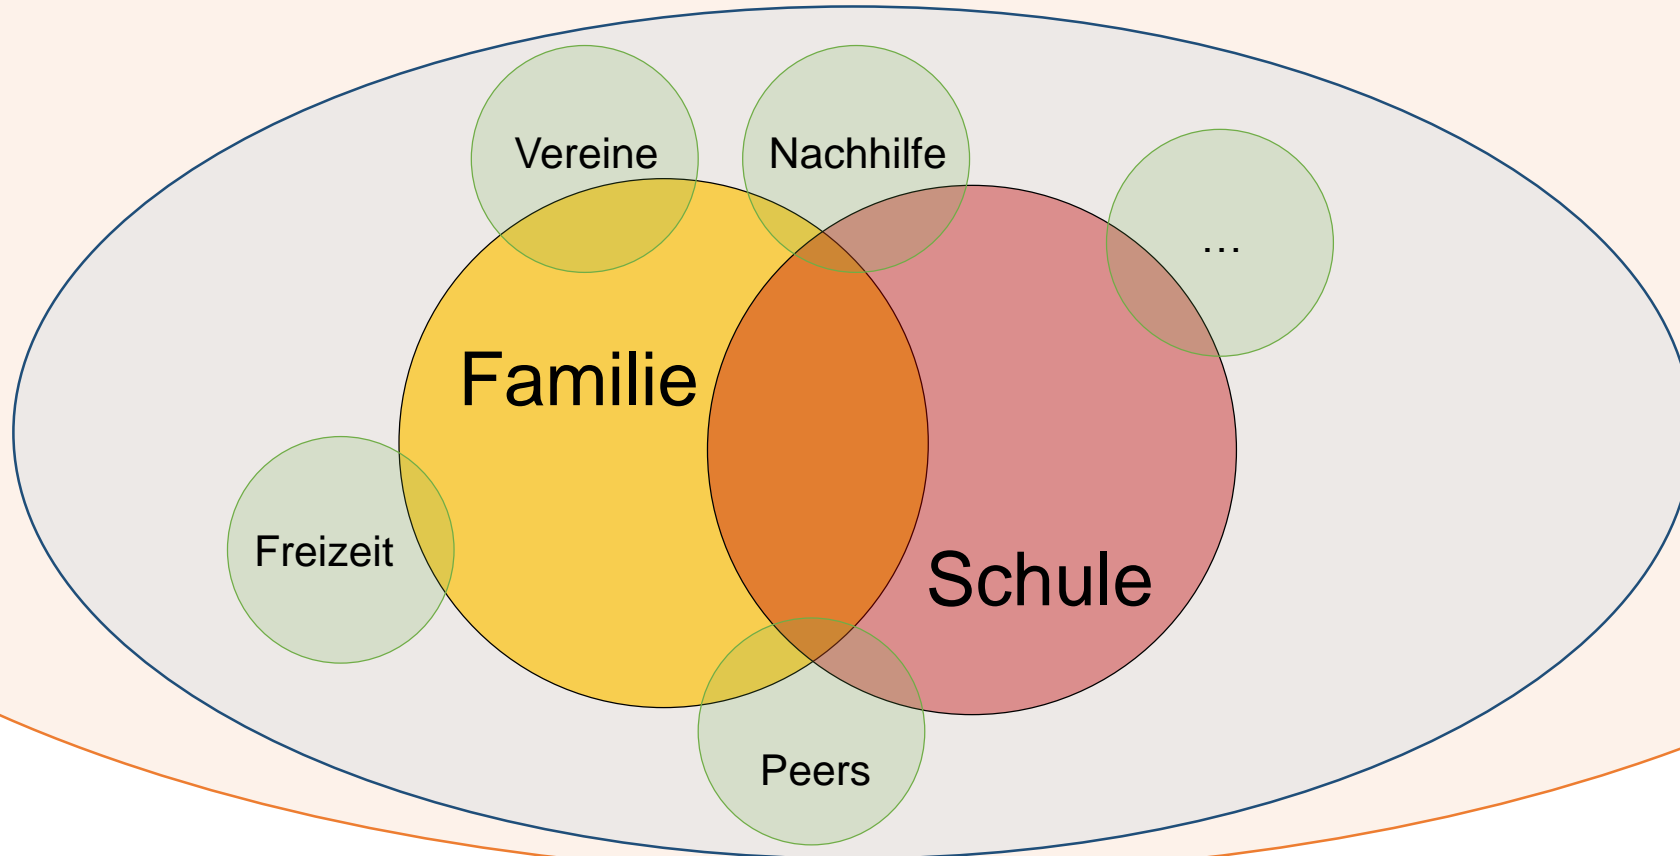 Vereine
Nachhilfe
…
Familie
Freizeit
Schule
Peers